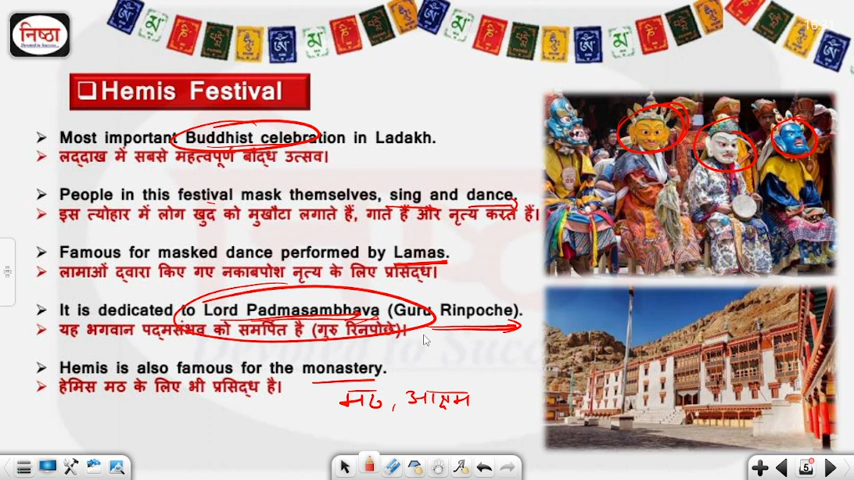 16:31
निष्ठा
❑Hemis Festival
➢ Most important Buddhist celebration in Ladakh.
➢ लद्दाख में सबसे महत्वपूर्ण बौद्ध उत्सव।
➢ People in this festival mask themselves, sing and dance.
➢ इस त्योहार में लोग खुद को मुखौटा लगाते हैं, गाते हैं और नृत्य करते हैं।
➢ Famous for masked dance performed by Lamas.
➢ लामाओं द्वारा किए गए नकाबपोश नृत्य के लिए प्रसिद्ध।
➢ It is dedicated to Lord Padmasambhava (Guru Rinpoche).
➢ यह भगवान पद्मसंभव को समर्पित है (गुरु रिनपोछे)।
➢ Hemis is also famous for the monastery.
➢ हेमिस मठ के लिए भी प्रसिद्ध है।
मठ, आश्रम
5